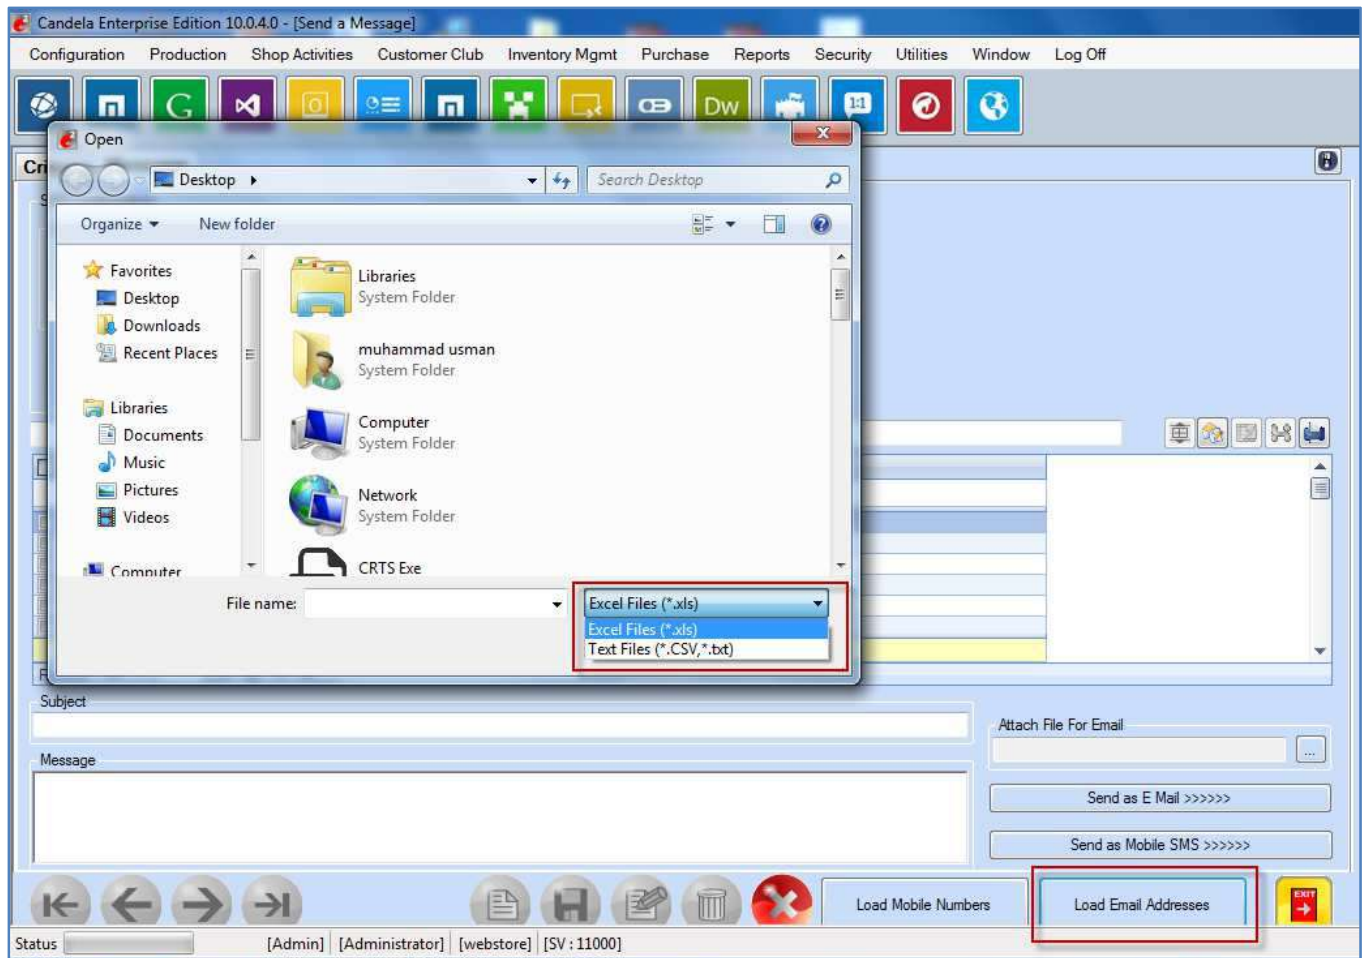 Candela Enterprise Edition 10.0.4.0 - [Send a Message]
Configuration Production Shop Activities Customer Club Inventory Mgmt Purchase Reports Security Utilities Window Log Off
G Dw 1:1
Open
Cri
Desktop
Search Desktop
S
Organize New folder
Favorites
Desktop
Downloads
Recent Places
Libraries
Documents
Music
Pictures
Videos
Computer
Libraries
System Folder
muhammad usman
System Folder
Computer
System Folder
Network
System Folder
CRTS Exe
File name:
Excel Files (*.xls)
Excel Files (*.xls)
Text Files (*.CSV,*.txt)
Subject
Attach File For Email
...
Message
Send as E Mail >>>>>>
Send as Mobile SMS >>>>>>
Load Mobile Numbers
Load Email Addresses
EXIT
Status [Admin] [Administrator] [webstore] [SV : 11000]